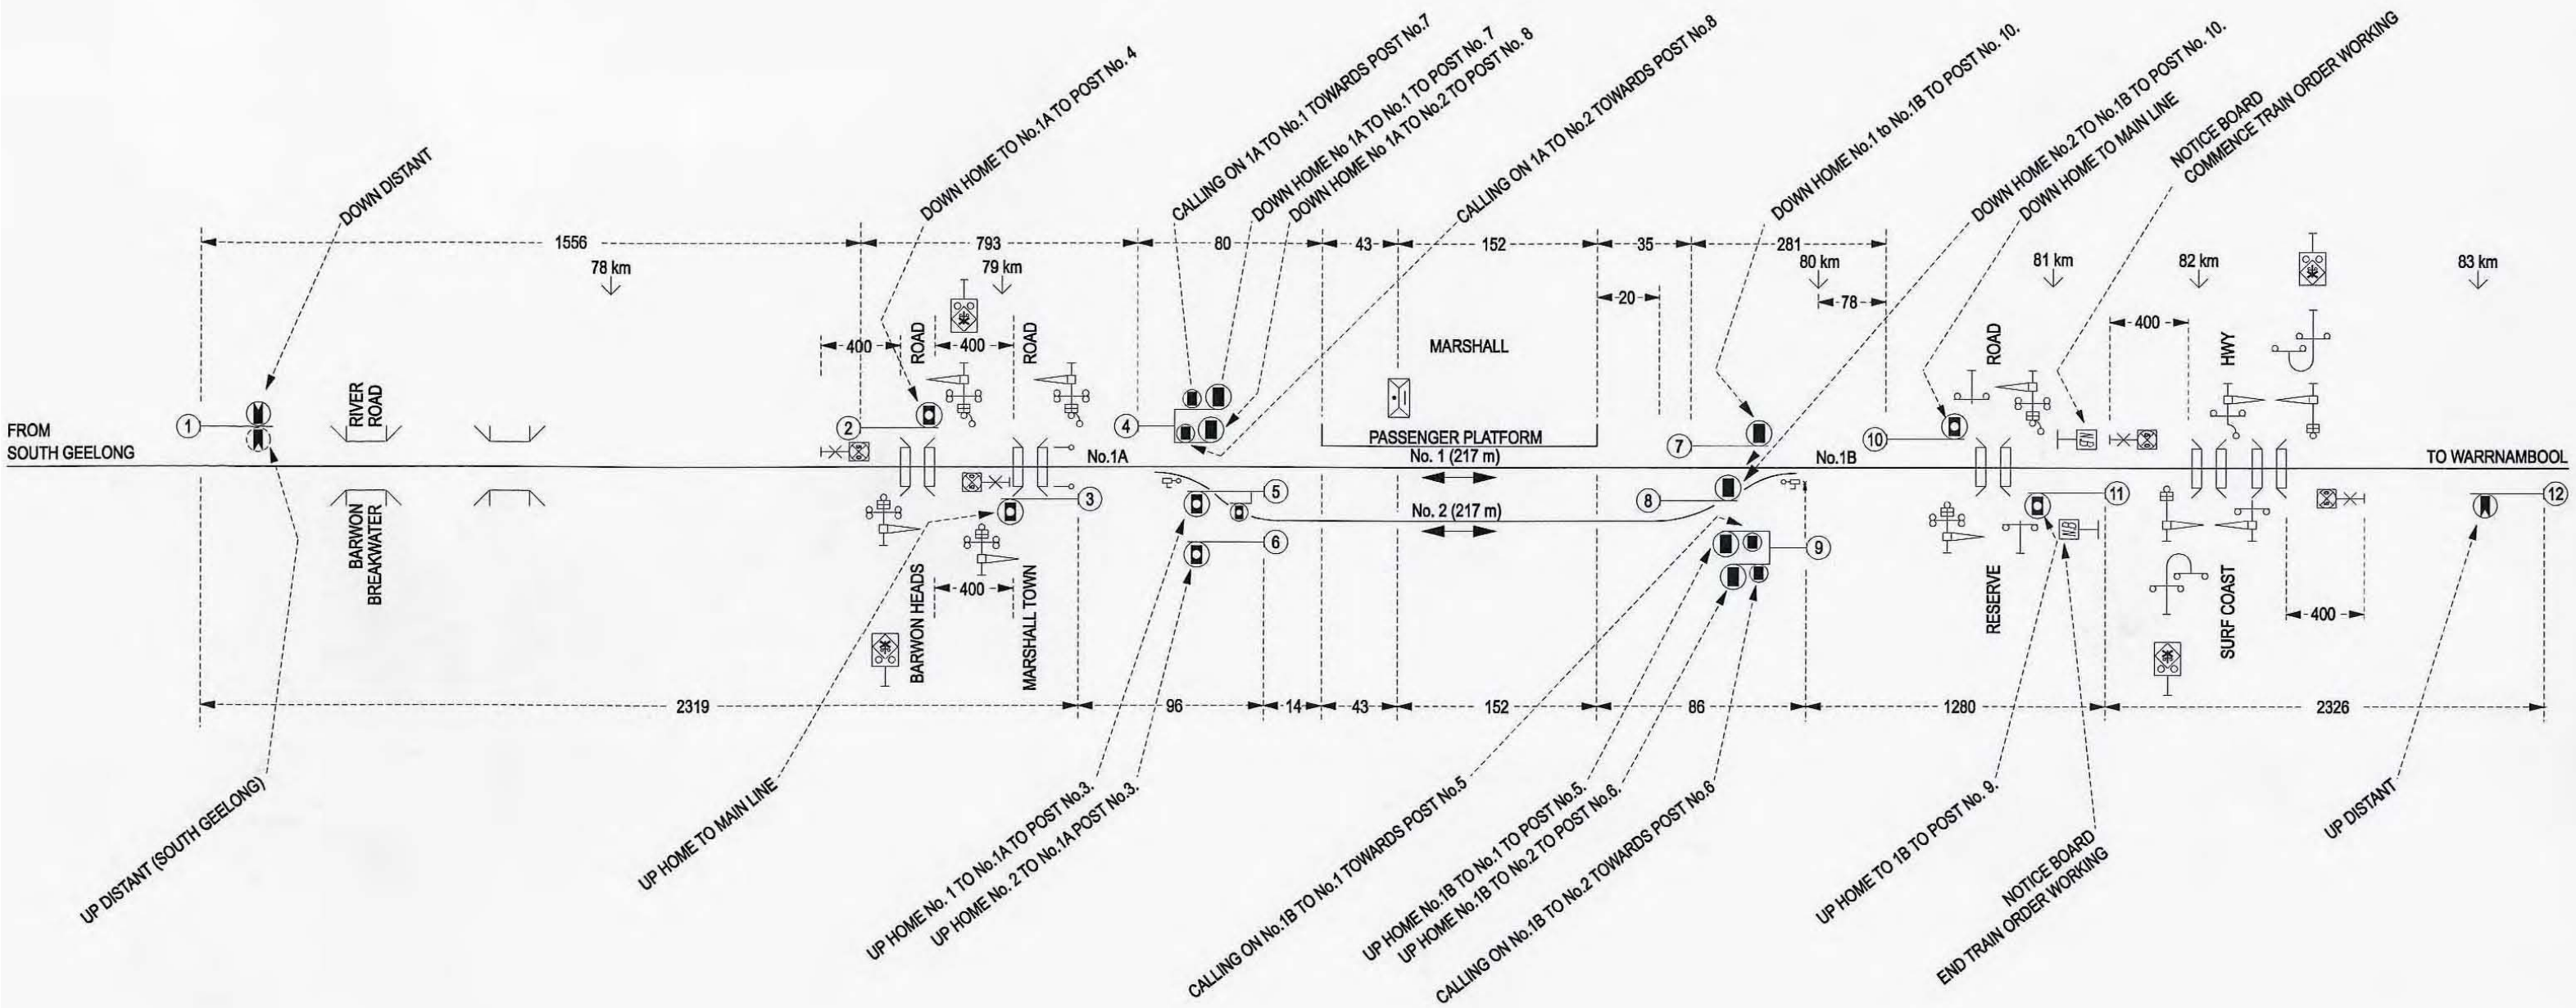 DOWN DISTANT
DOWN HOME TO No.1A TO POST No. 4
CALLING ON 1A TO No.1 TOWARDS POST No.7
DOWN HOME No 1A TO No.1 TO POST No. 7
DOWN HOME No 1A TO No.2 TO POST No. 8
CALLING ON 1A TO No.2 TOWARDS POST No.8
DOWN HOME No.1 to No.1B TO POST No. 10.
DOWN HOME No.2 TO No.1B TO POST No. 10.
DOWN HOME TO MAIN LINE
NOTICE BOARD
COMMENCE TRAIN ORDER WORKING
1556
793
80
43
152
35
281
78 km
79 km
80 km
81 km
82 km
83 km
20
78
400
400
400
ROAD
ROAD
MARSHALL
ROAD
HWY
RIVER
ROAD
1
2
4
7
10
FROM
SOUTH GEELONG
PASSENGER PLATFORM
No.1A
No. 1 (217 m)
No.1B
NB
TO WARRNAMBOOL
3
5
8
11
12
No. 2 (217 m)
6
9
NB
BARWON
BREAKWATER
BARWON HEADS
400
MARSHALL TOWN
RESERVE
SURF COAST
400
2319
96
14
43
152
86
1280
2326
UP DISTANT (SOUTH GEELONG)
UP HOME TO MAIN LINE
UP HOME No. 1 TO No.1A TO POST No.3.
UP HOME No. 2 TO No.1A POST No.3.
CALLING ON No.1B TO No.1 TOWARDS POST No.5
UP HOME No.1B TO No.1 TO POST No.5.
UP HOME No.1B TO No.2 TO POST No.6.
CALLING ON No.1B TO No.2 TOWARDS POST No.6
UP HOME TO 1B TO POST No. 9.
NOTICE BOARD
END TRAIN ORDER WORKING
UP DISTANT